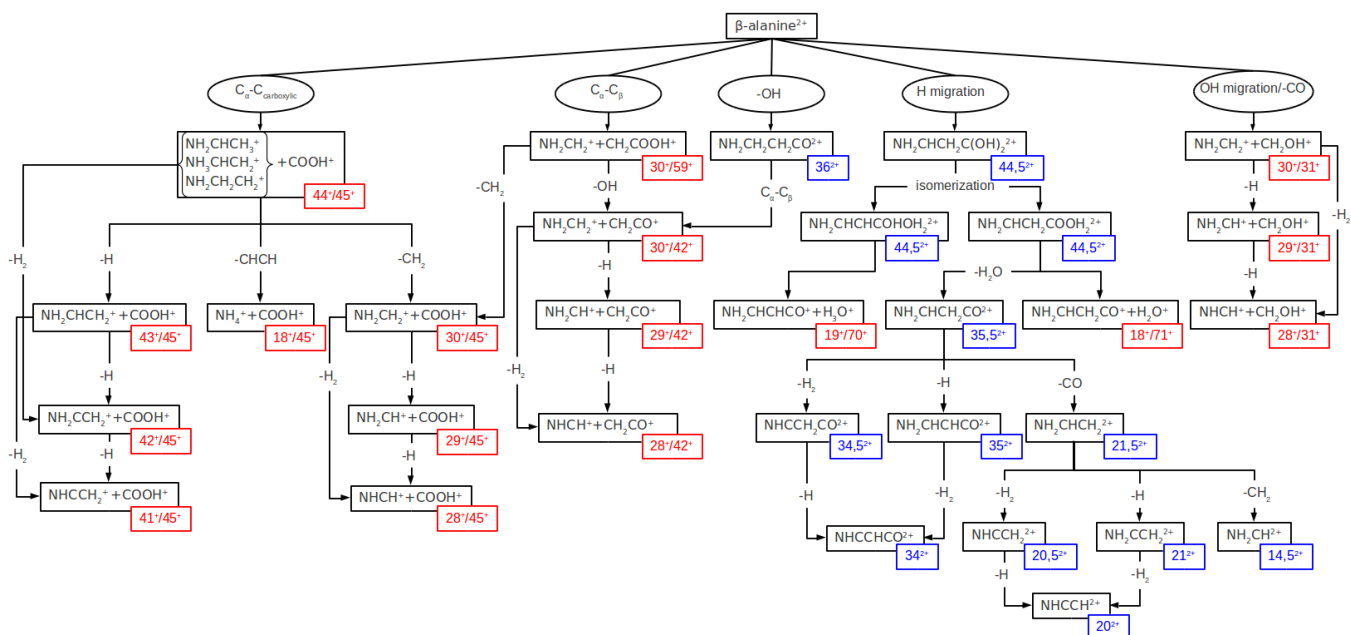 β-alanine²⁺
Cα-Ccarboxylic
Cα-Cβ
-OH
H migration
OH migration/-CO
NH₂CHCH₃⁺
NH₃CHCH₂⁺
NH₂CH₂CH₂⁺
+COOH⁺
44⁺/45⁺
NH₂CH₂⁺+CH₂COOH⁺
30⁺/59⁺
NH₂CH₂CH₂CO²⁺
36²⁺
NH₂CHCH₂C(OH)₂²⁺
44,5²⁺
NH₂CH₂⁺+CH₂OH⁺
30⁺/31⁺
-CH₂
-OH
Cα-Cβ
isomerization
-H
-H₂
NH₂CH₂⁺+CH₂CO⁺
30⁺/42⁺
NH₂CHCHCOHOH₂²⁺
44,5²⁺
NH₂CHCH₂COOH₂²⁺
44,5²⁺
NH₂CH⁺+CH₂OH⁺
29⁺/31⁺
-H₂
-H
-CHCH
-CH₂
-H
-H₂O
-H
NH₂CHCH₂⁺+COOH⁺
43⁺/45⁺
NH₄⁺+COOH⁺
18⁺/45⁺
NH₂CH₂⁺+COOH⁺
30⁺/45⁺
NH₂CH⁺+CH₂CO⁺
29⁺/42⁺
NH₂CHCHCO⁺+H₃O⁺
19⁺/70⁺
NH₂CHCH₂CO²⁺
35,5²⁺
NH₂CHCH₂CO⁺+H₂O⁺
18⁺/71⁺
NHCH⁺+CH₂OH⁺
28⁺/31⁺
-H
-H₂
-H
-H₂
-H
-H₂
-H
-CO
NH₂CCH₂⁺+COOH⁺
42⁺/45⁺
NH₂CH⁺+COOH⁺
29⁺/45⁺
NHCH⁺+CH₂CO⁺
28⁺/42⁺
NHCCH₂CO²⁺
34,5²⁺
NH₂CHCHCO²⁺
35²⁺
NH₂CHCH₂²⁺
21,5²⁺
-H₂
-H
-H
-H
-H₂
-H₂
-H
-CH₂
NHCCH₂⁺+COOH⁺
41⁺/45⁺
NHCH⁺+COOH⁺
28⁺/45⁺
NHCCHCO²⁺
34²⁺
NHCCH₂²⁺
20,5²⁺
NH₂CCH₂²⁺
21²⁺
NH₂CH²⁺
14,5²⁺
-H
-H₂
NHCCH²⁺
20²⁺